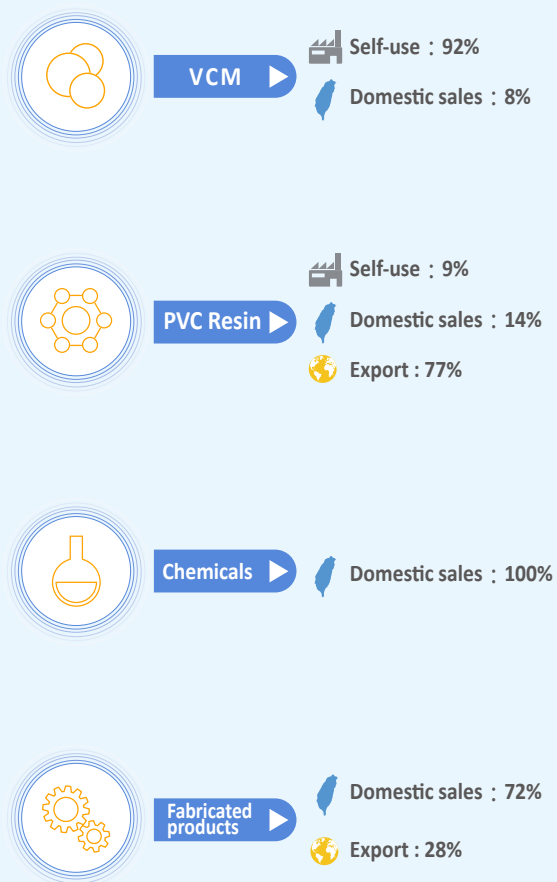 VCM
Self-use：92%
Domestic sales：8%
PVC Resin
Self-use：9%
Domestic sales：14%
Export : 77%
Chemicals
Domestic sales：100%
Fabricated
products
Domestic sales：72%
Export : 28%